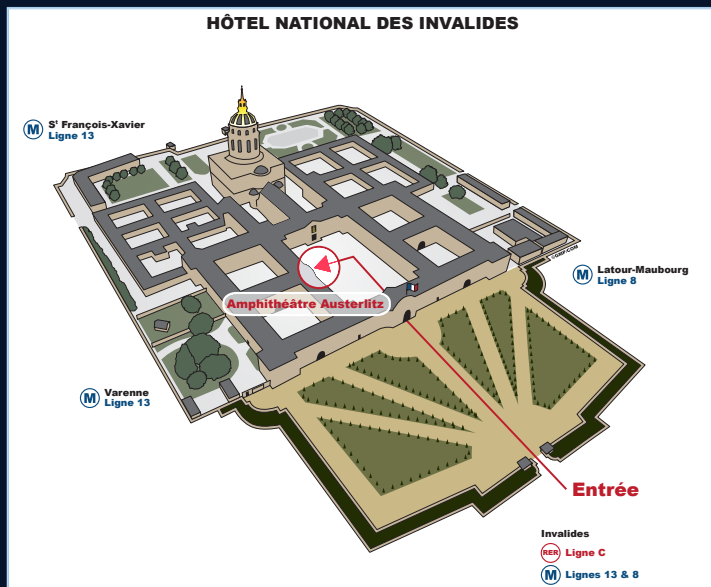 HÔTEL NATIONAL DES INVALIDES
M St François-Xavier
Ligne 13
M Latour-Maubourg
Ligne 8
Amphithéâtre Austerlitz
M Varenne
Ligne 13
Entrée
Invalides
RER Ligne C
M Lignes 13 & 8